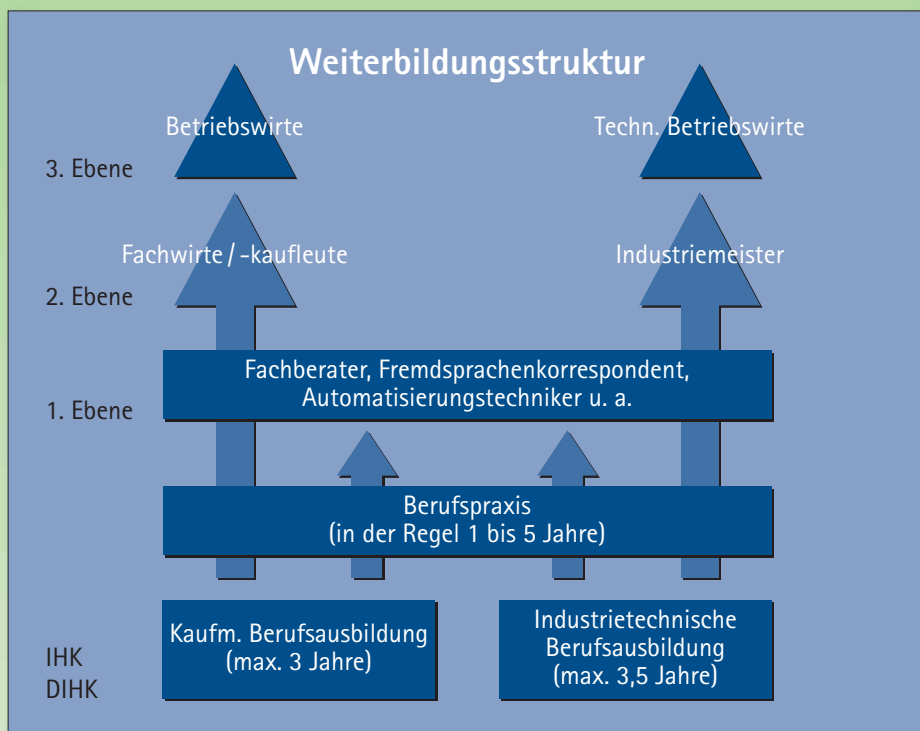 Weiterbildungsstruktur
Betriebswirte
Techn. Betriebswirte
3. Ebene
Fachwirte / -kaufleute
Industriemeister
2. Ebene
Fachberater, Fremdsprachenkorrespondent,
Automatisierungstechniker u. a.
1. Ebene
Berufspraxis
(in der Regel 1 bis 5 Jahre)
Kaufm. Berufsausbildung
(max. 3 Jahre)
Industrietechnische
Berufsausbildung
(max. 3,5 Jahre)
IHK
DIHK